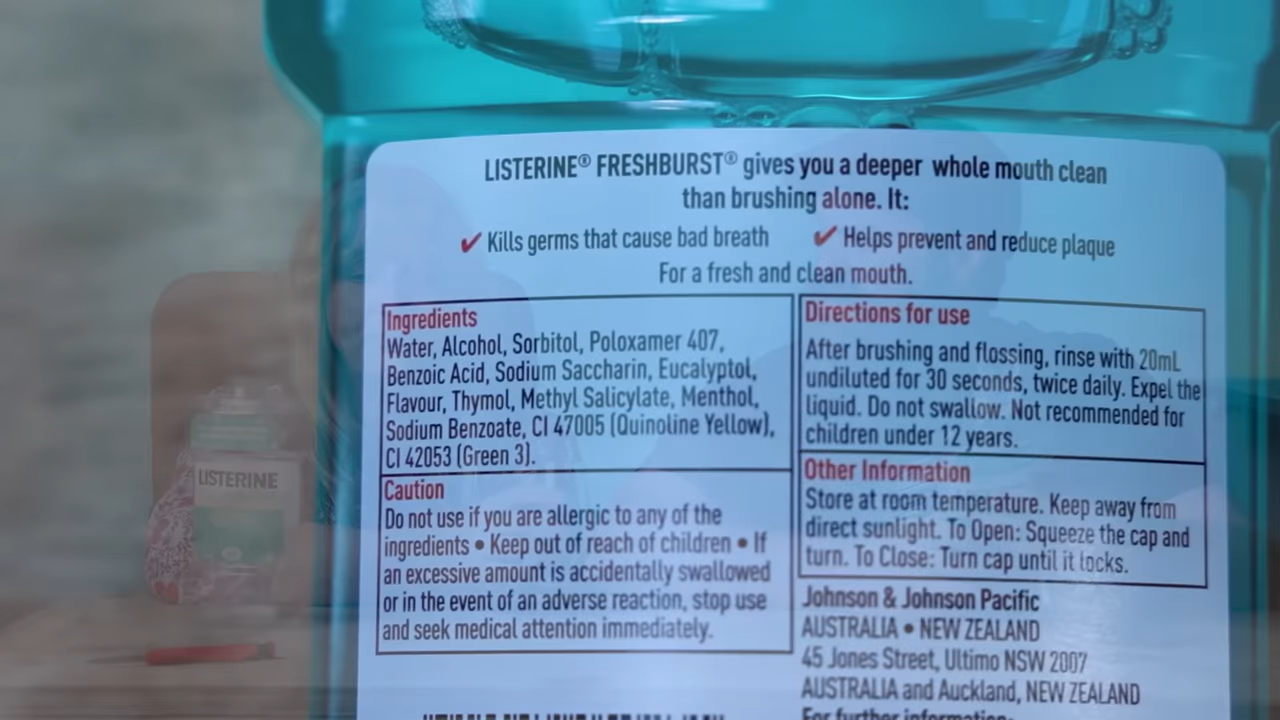 LISTERINE® FRESHBURST® gives you a deeper whole mouth clean
than brushing alone. It:
✔ Kills germs that cause bad breath ✔ Helps prevent and reduce plaque
For a fresh and clean mouth.
Ingredients
Water, Alcohol, Sorbitol, Poloxamer 407,
Benzoic Acid, Sodium Saccharin, Eucalyptol,
Flavour, Thymol, Methyl Salicylate, Menthol,
Sodium Benzoate, CI 47005 (Quinoline Yellow),
CI 42053 (Green 3).
Caution
Do not use if you are allergic to any of the
ingredients • Keep out of reach of children • If
an excessive amount is accidentally swallowed
or in the event of an adverse reaction, stop use
and seek medical attention immediately.
Directions for use
After brushing and flossing, rinse with 20mL
undiluted for 30 seconds, twice daily. Expel the
liquid. Do not swallow. Not recommended for
children under 12 years.
Other Information
Store at room temperature. Keep away from
direct sunlight. To Open: Squeeze the cap and
turn. To Close: Turn cap until it locks.
Johnson & Johnson Pacific
AUSTRALIA • NEW ZEALAND
45 Jones Street, Ultimo NSW 2007
AUSTRALIA and Auckland, NEW ZEALAND
For further information:
LISTERINE